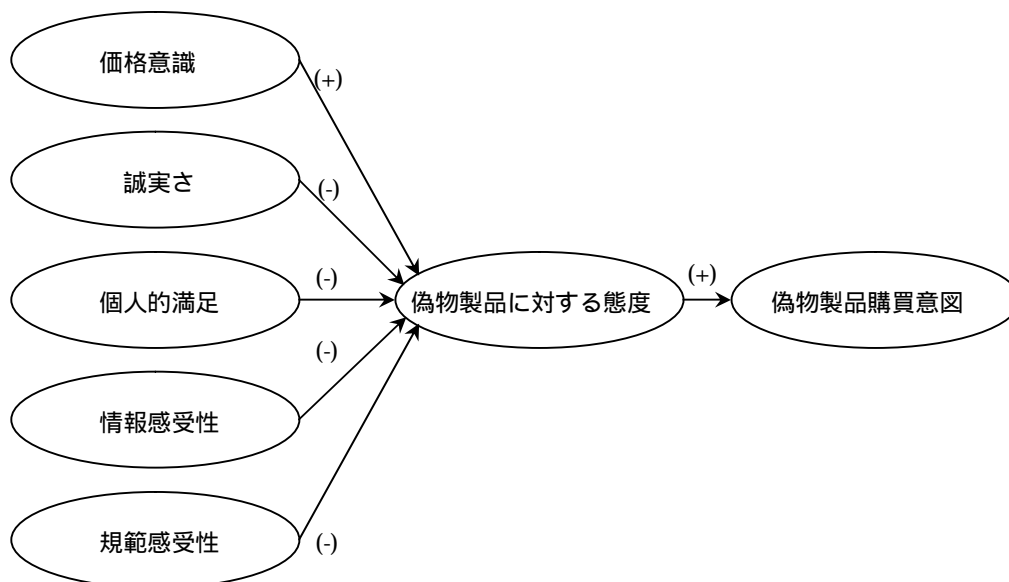 価格意識
(+)
誠実さ
(-)
個人的満足
(-)
偽物製品に対する態度
(+)
偽物製品購買意図
情報感受性
(-)
規範感受性
(-)